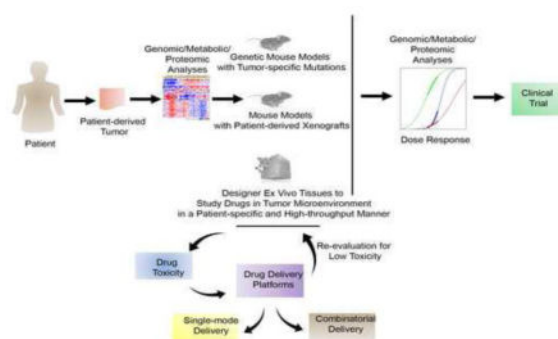 Patient
Patient-derived
Tumor
Genomic/Metabolic/
Proteomic
Analyses
Genetic Mouse Models
with Tumor-specific Mutations
Mouse Models
with Patient-derived Xenografts
Designer Ex Vivo Tissues to
Study Drugs in Tumor Microenvironment
in a Patient-specific and High-throughput Manner
Genomic/Metabolic/
Proteomic
Analyses
Dose Response
Clinical
Trial
Drug
Toxicity
Drug Delivery
Platforms
Re-evaluation for
Low Toxicity
Single-mode
Delivery
Combinatorial
Delivery